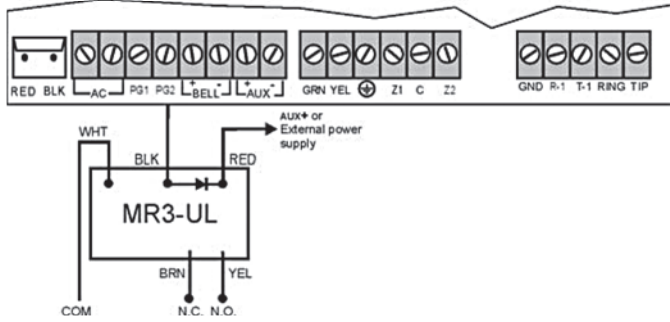 RED BLK AC PG1 PG2 + BELL - + AUX - GRN YEL Z1 C Z2 GND R-1 T-1 RING TIP
AUX+ or
External power
supply
WHT
BLK RED
MR3-UL
BRN YEL
COM N.C. N.O.